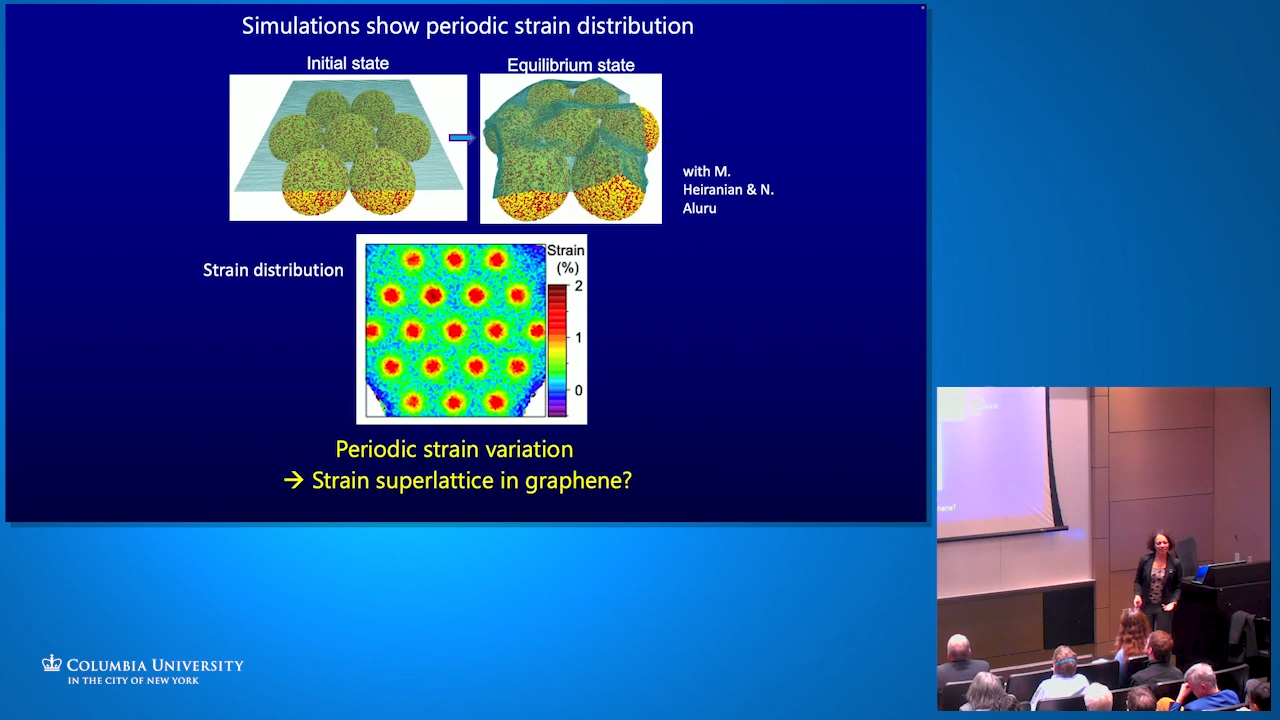 Simulations show periodic strain distribution
Initial state
Equilibrium state
with M.
Heiranian & N.
Aluru
Strain distribution
Strain
(%)
2
1
0
Periodic strain variation
→ Strain superlattice in graphene?
COLUMBIA UNIVERSITY
IN THE CITY OF NEW YORK